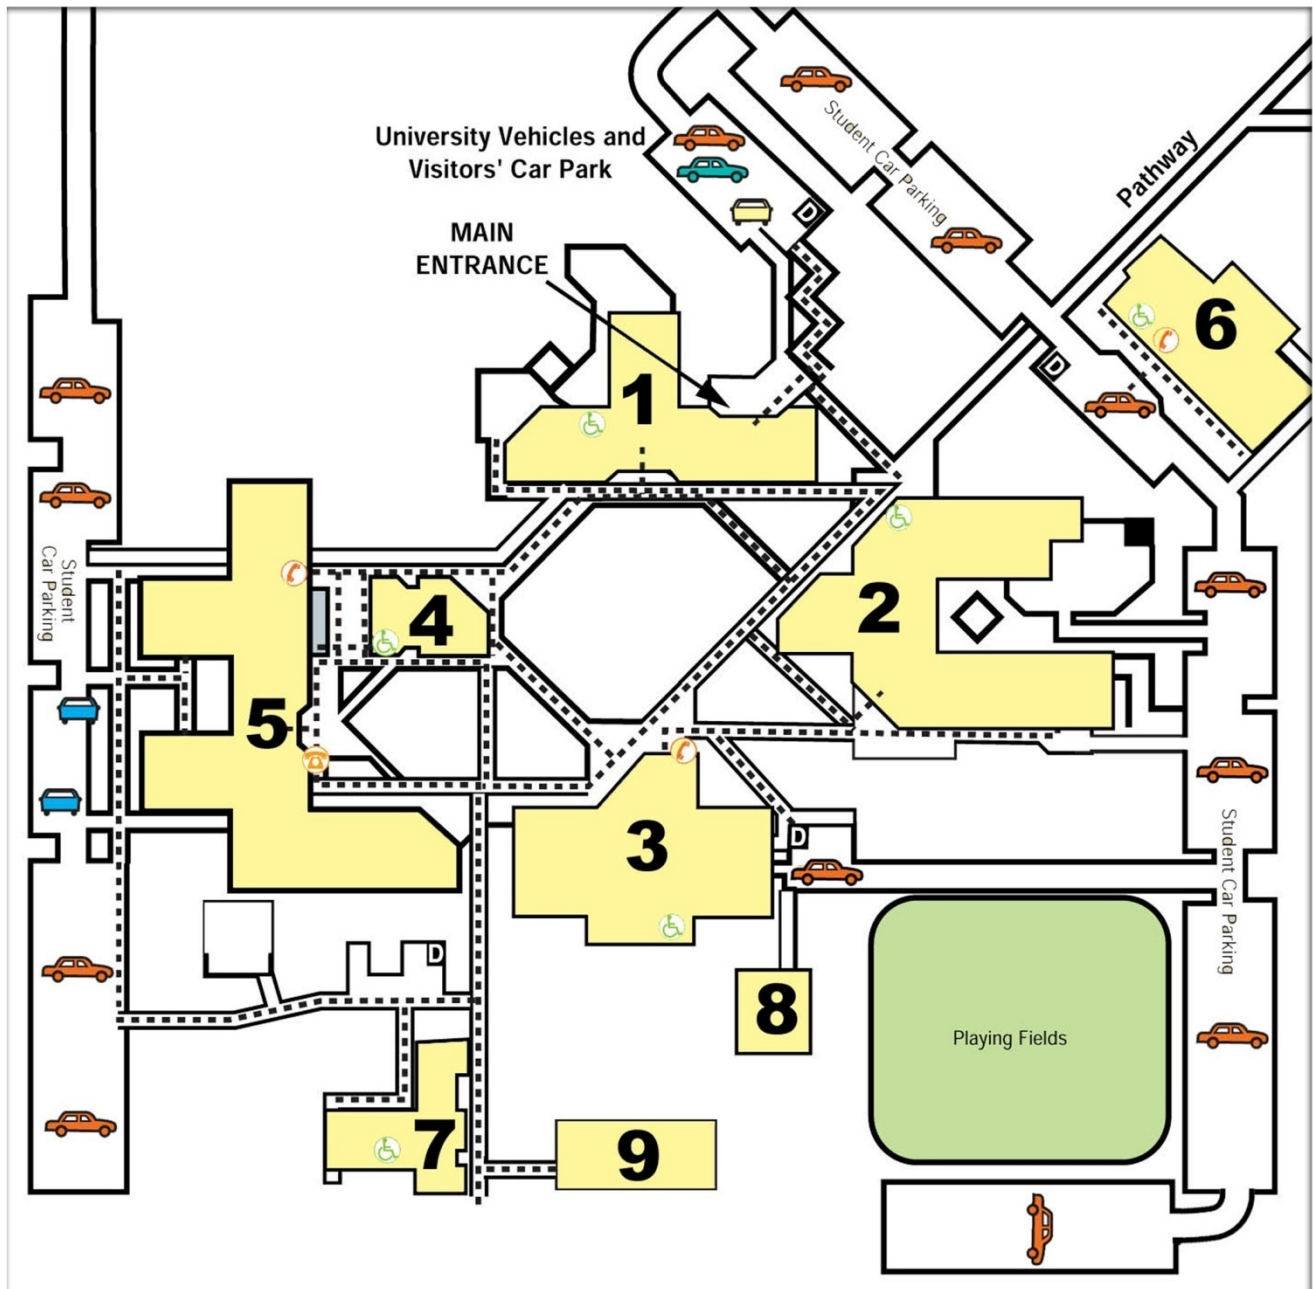 University Vehicles and
Visitors' Car Park
D
MAIN
ENTRANCE
Student Car Parking
Pathway
6
D
1
Student
Car Parking
2
4
5
3
D
Student Car Parking
D
8
Playing Fields
7
9